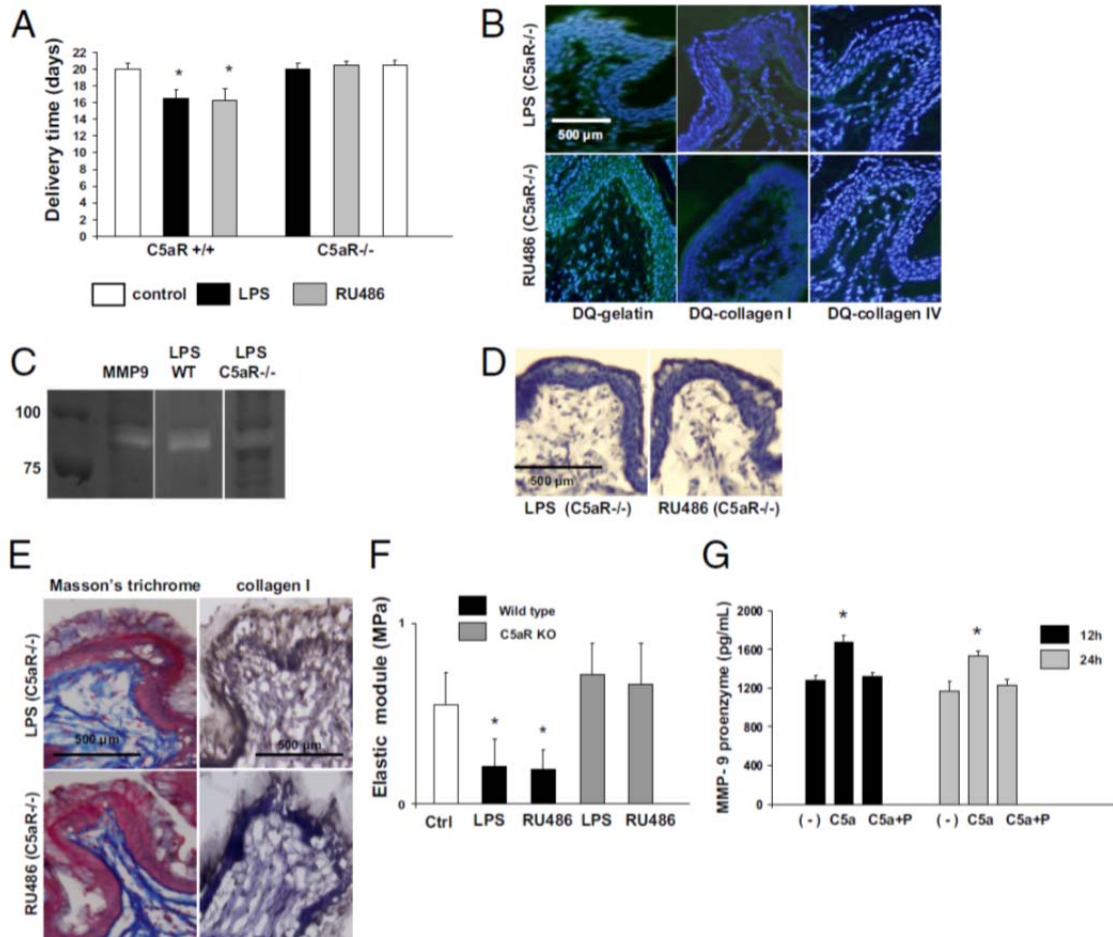 A
Delivery time (days)
22
20
18
16
14
12
10
8
6
4
2
0
* *
C5aR +/+ C5aR-/-
control LPS RU486
B
LPS (C5aR-/-)
500 µm
RU486 (C5aR-/-)
DQ-gelatin DQ-collagen I DQ-collagen IV
C
MMP9 LPS WT LPS C5aR-/-
100
75
D
500 µm
LPS (C5aR-/-) RU486 (C5aR-/-)
E
Masson's trichrome collagen I
LPS (C5aR-/-)
500 µm 500 µm
RU486 (C5aR-/-)
F
Wild type
C5aR KO
Elastic module (MPa)
1
* *
0
Ctrl LPS RU486 LPS RU486
G
MMP- 9 proenzyme (pg/mL)
2000
1600
1200
800
400
0
* *
12h
24h
(-) C5a C5a+P (-) C5a C5a+P